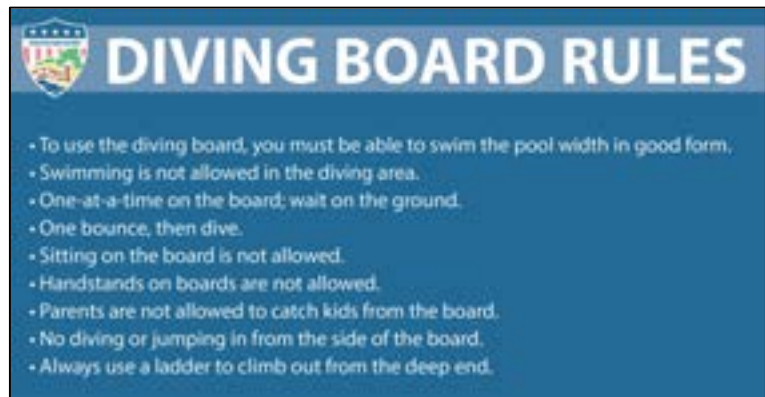 DIVING BOARD RULES
• To use the diving board, you must be able to swim the pool width in good form.
• Swimming is not allowed in the diving area.
• One-at-a-time on the board; wait on the ground.
• One bounce, then dive.
• Sitting on the board is not allowed.
• Handstands on boards are not allowed.
• Parents are not allowed to catch kids from the board.
• No diving or jumping in from the side of the board.
• Always use a ladder to climb out from the deep end.